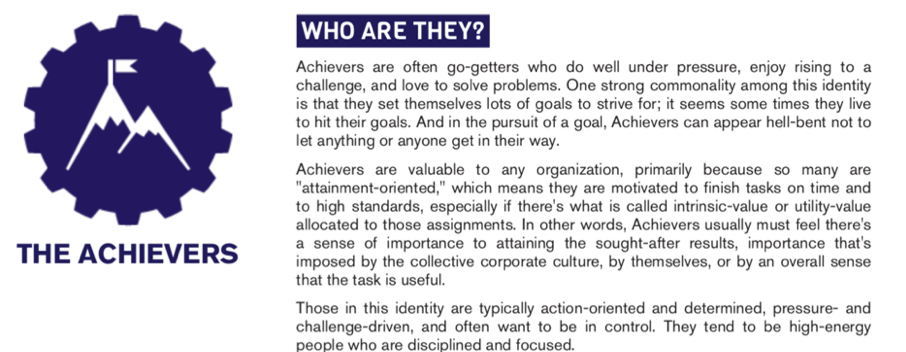 THE ACHIEVERS
WHO ARE THEY?
Achievers are often go-getters who do well under pressure, enjoy rising to a
challenge, and love to solve problems. One strong commonality among this identity
is that they set themselves lots of goals to strive for; it seems some times they live
to hit their goals. And in the pursuit of a goal, Achievers can appear hell-bent not to
let anything or anyone get in their way.
Achievers are valuable to any organization, primarily because so many are
"attainment-oriented," which means they are motivated to finish tasks on time and
to high standards, especially if there's what is called intrinsic-value or utility-value
allocated to those assignments. In other words, Achievers usually must feel there's
a sense of importance to attaining the sought-after results, importance that's
imposed by the collective corporate culture, by themselves, or by an overall sense
that the task is useful.
Those in this identity are typically action-oriented and determined, pressure- and
challenge-driven, and often want to be in control. They tend to be high-energy
people who are disciplined and focused.